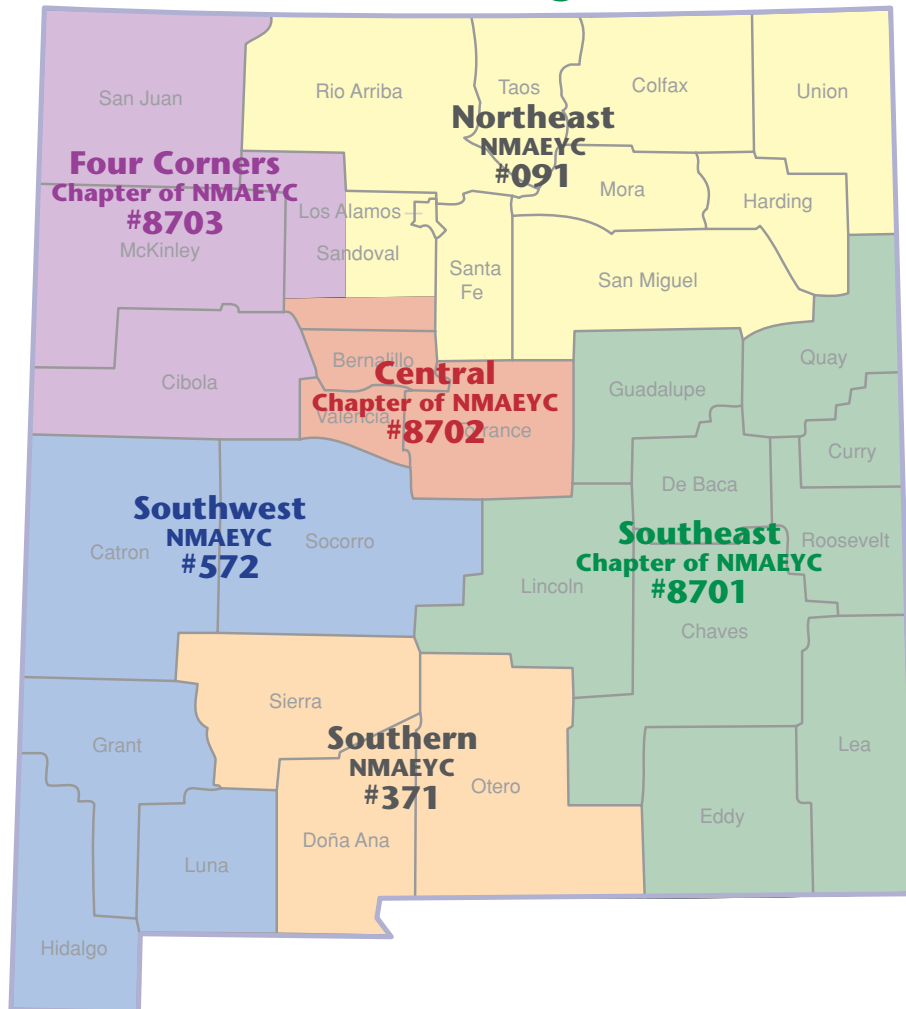 San Juan
Rio Arriba
Taos
Colfax
Union
Northeast
NMAEYC
#091
Four Corners
Chapter of NMAEYC
#8703
McKinley
Los Alamos
Sandoval
Santa
Fe
Mora
Harding
San Miguel
Cibola
Bernalillo
Central
Chapter of NMAEYC
#8702
Valencia
Torrance
Guadalupe
Quay
Curry
De Baca
Southwest
NMAEYC
#572
Catron
Socorro
Southeast
Chapter of NMAEYC
#8701
Roosevelt
Lincoln
Chaves
Sierra
Grant
Southern
NMAEYC
#371
Otero
Lea
Doña Ana
Eddy
Luna
Hidalgo